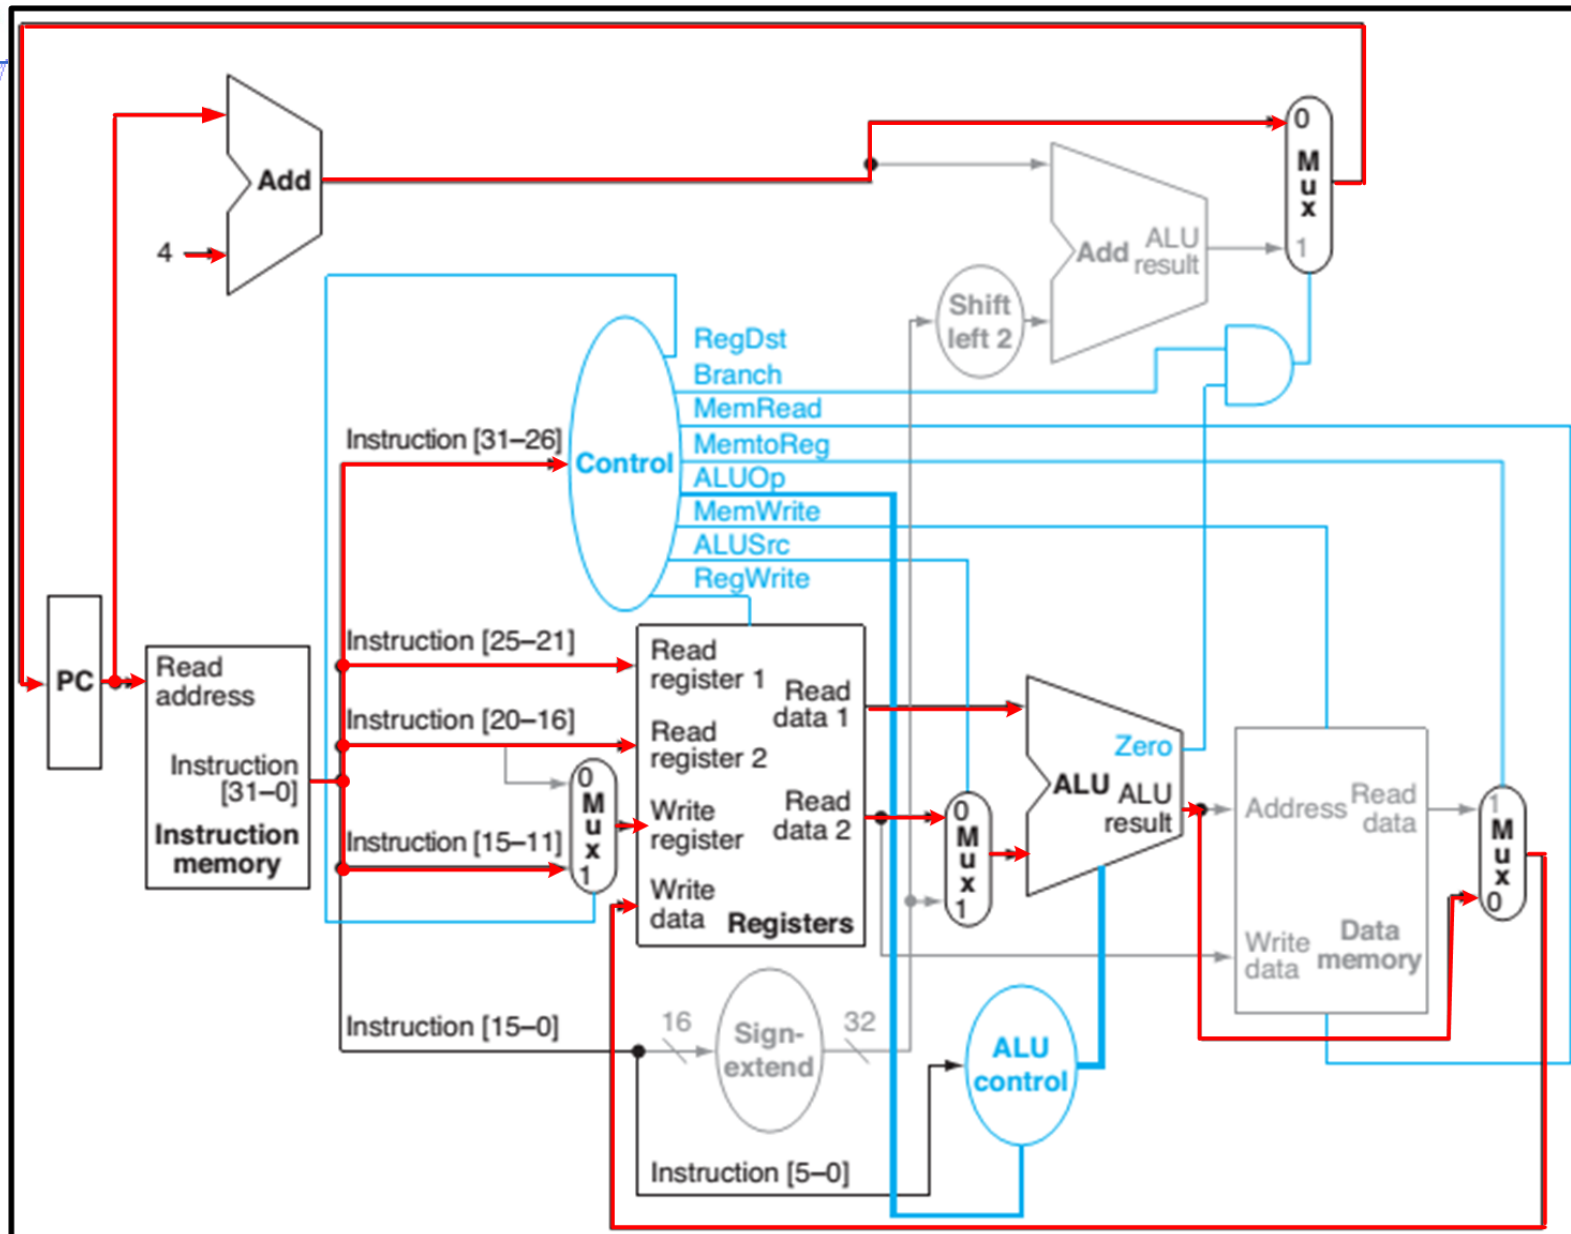 0
M
u
x
1
Add
4
Add
ALU
result
Shift
left 2
RegDst
Branch
MemRead
MemtoReg
ALUOp
MemWrite
ALUSrc
RegWrite
Control
Instruction [31–26]
Instruction [25–21]
Instruction [20–16]
Instruction [15–11]
Instruction [15–0]
Instruction [5–0]
PC
Read
address
Instruction
[31–0]
Instruction
memory
0
M
u
x
1
Read
register 1
Read
register 2
Write
register
Write
data
Read
data 1
Read
data 2
Registers
0
M
u
x
1
Zero
ALU
ALU
result
Address
Read
data
Write
data
Data
memory
1
M
u
x
0
16
Sign-
extend
32
ALU
control